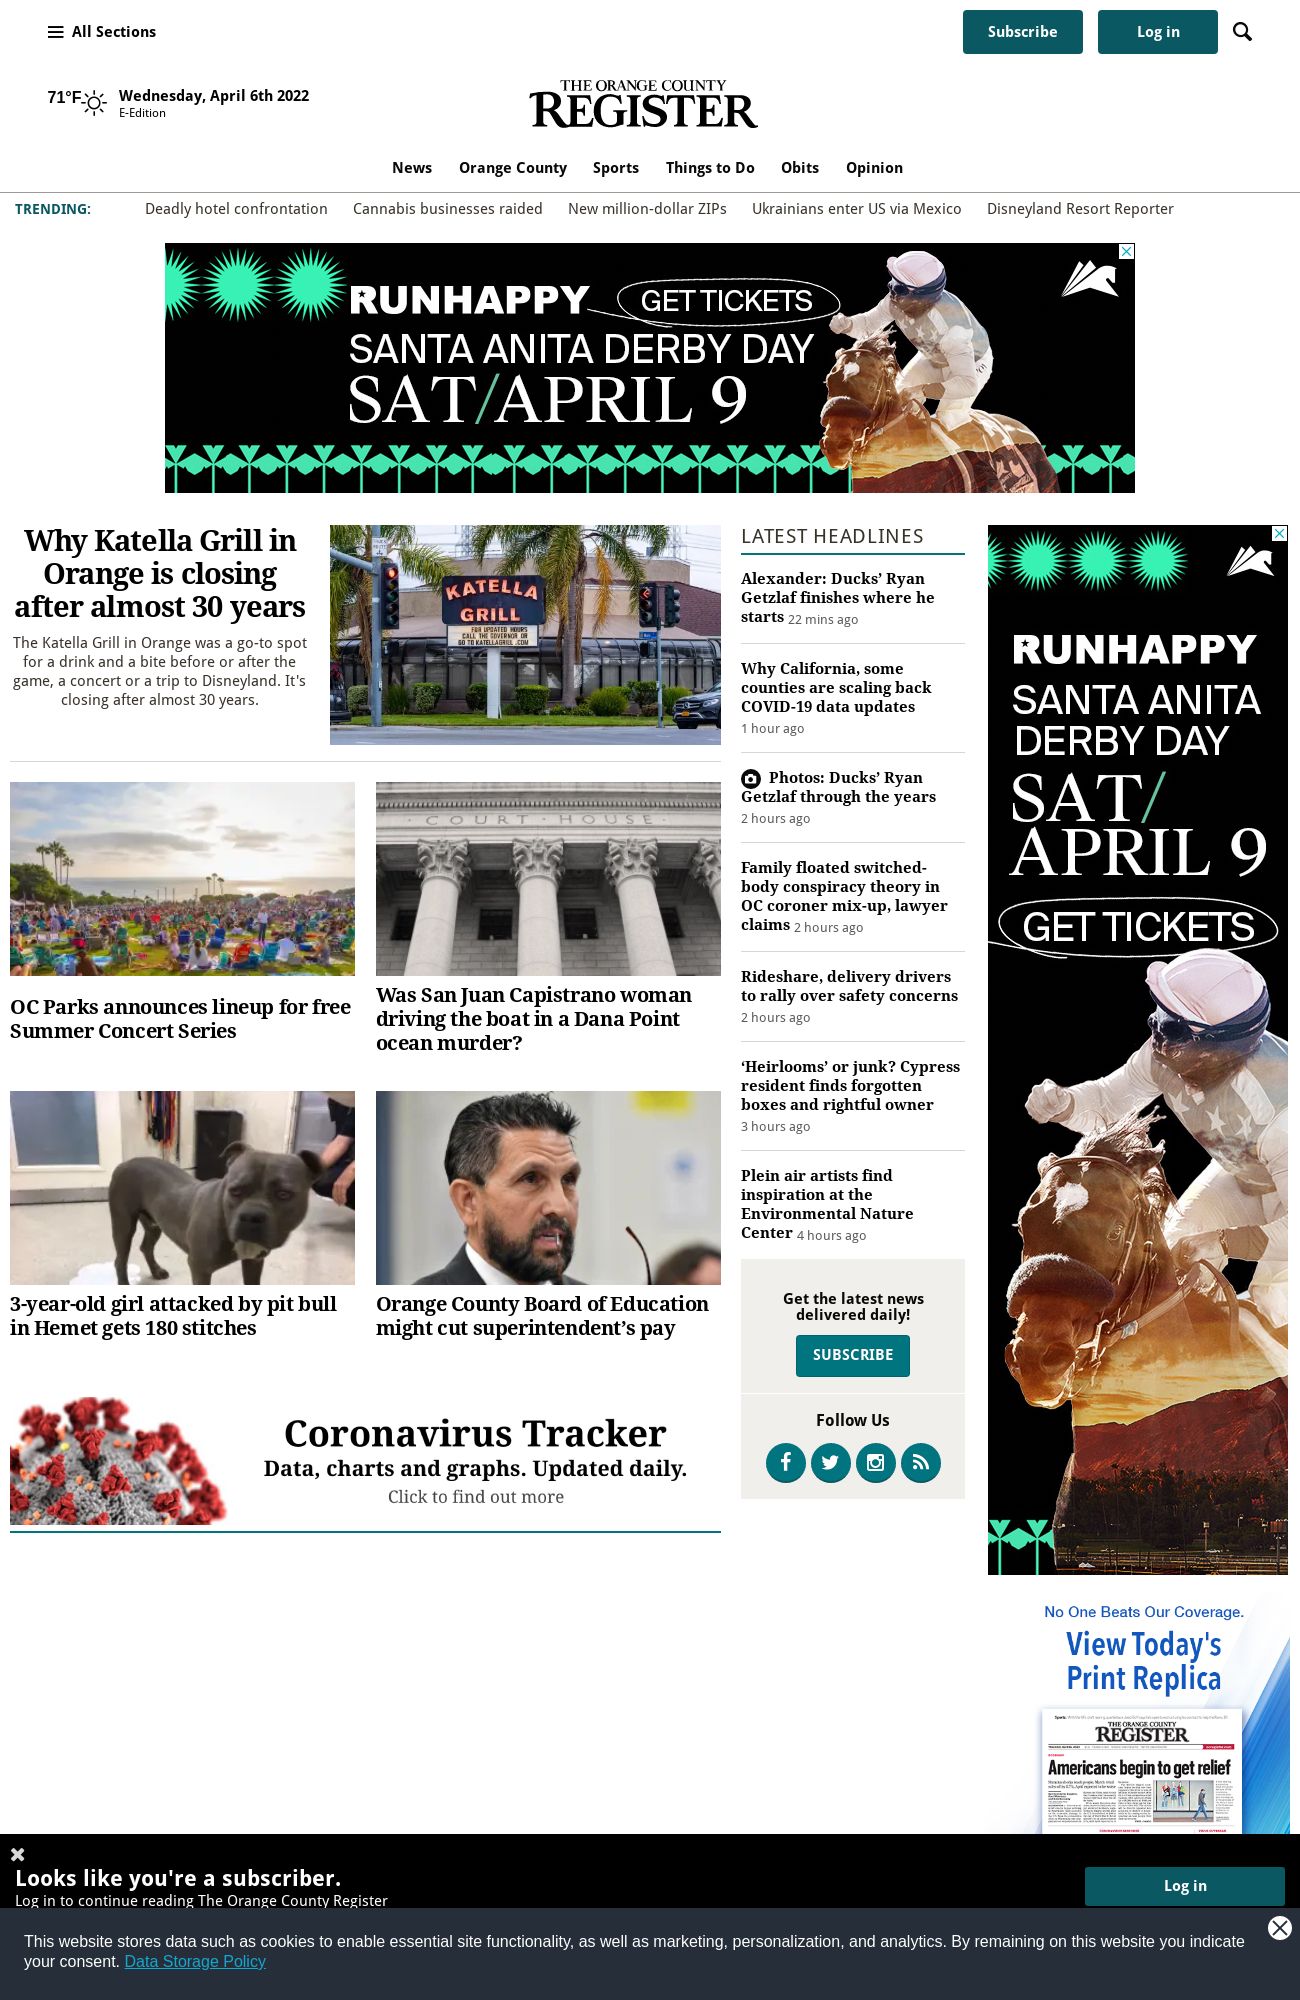 All Sections
Subscribe
Log in
71°F
Wednesday, April 6th 2022
E-Edition
THE ORANGE COUNTY
REGISTER
News
Orange County
Sports
Things to Do
Obits
Opinion
TRENDING:
Deadly hotel confrontation
Cannabis businesses raided
New million-dollar ZIPs
Ukrainians enter US via Mexico
Disneyland Resort Reporter
RUNHAPPY
GET TICKETS
SANTA ANITA DERBY DAY
SAT/APRIL 9
Why Katella Grill in
Orange is closing
after almost 30 years
The Katella Grill in Orange was a go-to spot
for a drink and a bite before or after the
game, a concert or a trip to Disneyland. It's
closing after almost 30 years.
KATELLA
GRILL
FOR UPDATED HOURS
CALL THE GOVERNOR OR
GO TO KATELLAGRILL.COM
COURT HOUSE
OC Parks announces lineup for free
Summer Concert Series
Was San Juan Capistrano woman
driving the boat in a Dana Point
ocean murder?
3-year-old girl attacked by pit bull
in Hemet gets 180 stitches
Orange County Board of Education
might cut superintendent’s pay
Coronavirus Tracker
Data, charts and graphs. Updated daily.
Click to find out more
LATEST HEADLINES
Alexander: Ducks’ Ryan
Getzlaf finishes where he
starts 22 mins ago
Why California, some
counties are scaling back
COVID-19 data updates
1 hour ago
Photos: Ducks’ Ryan
Getzlaf through the years
2 hours ago
Family floated switched-
body conspiracy theory in
OC coroner mix-up, lawyer
claims 2 hours ago
Rideshare, delivery drivers
to rally over safety concerns
2 hours ago
‘Heirlooms’ or junk? Cypress
resident finds forgotten
boxes and rightful owner
3 hours ago
Plein air artists find
inspiration at the
Environmental Nature
Center 4 hours ago
Get the latest news
delivered daily!
SUBSCRIBE
Follow Us
RUNHAPPY
SANTA ANITA
DERBY DAY
SAT/
APRIL 9
GET TICKETS
No One Beats Our Coverage.
View Today's
Print Replica
THE ORANGE COUNTY
REGISTER
Americans begin to get relief
Looks like you're a subscriber.
Log in to continue reading The Orange County Register
Log in
This website stores data such as cookies to enable essential site functionality, as well as marketing, personalization, and analytics. By remaining on this website you indicate
your consent. Data Storage Policy